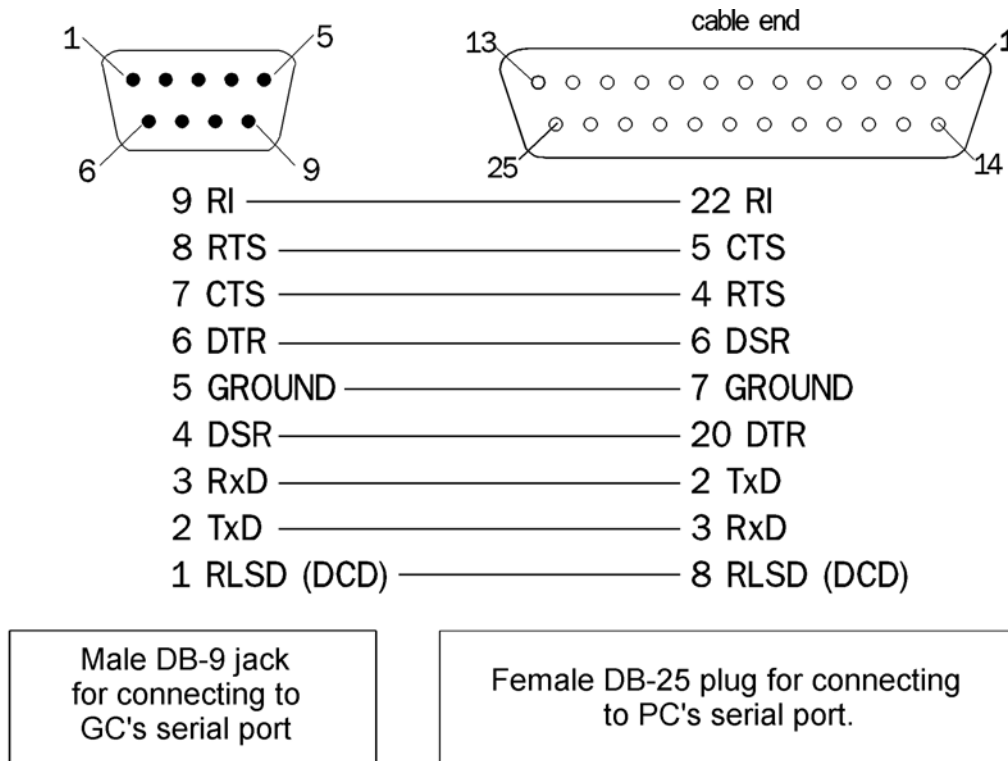 cable end
1 5 13 1
6 9 25 14
9 RI 22 RI
8 RTS 5 CTS
7 CTS 4 RTS
6 DTR 6 DSR
5 GROUND 7 GROUND
4 DSR 20 DTR
3 RxD 2 TxD
2 TxD 3 RxD
1 RLSD (DCD) 8 RLSD (DCD)
Male DB-9 jack
for connecting to
GC's serial port
Female DB-25 plug for connecting
to PC's serial port.